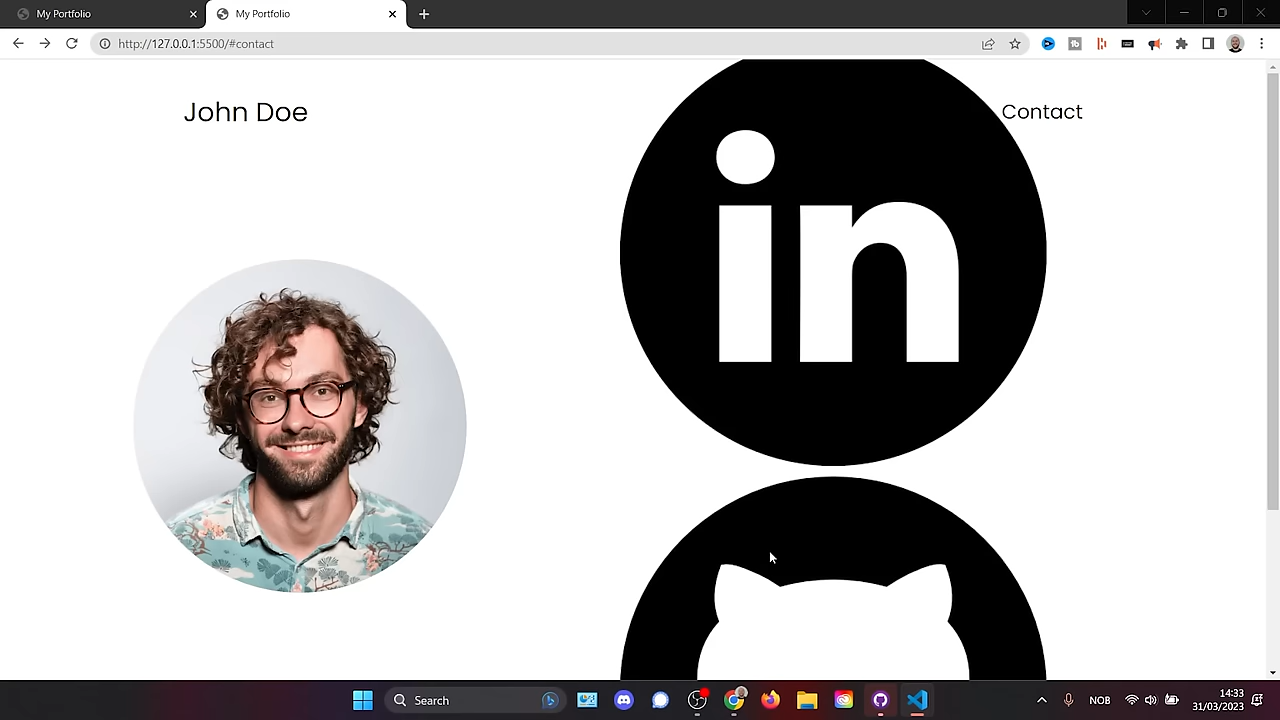 My Portfolio
My Portfolio
http://127.0.0.1:5500/#contact
John Doe
Contact
in
Search
NOB
14:33
31/03/2023